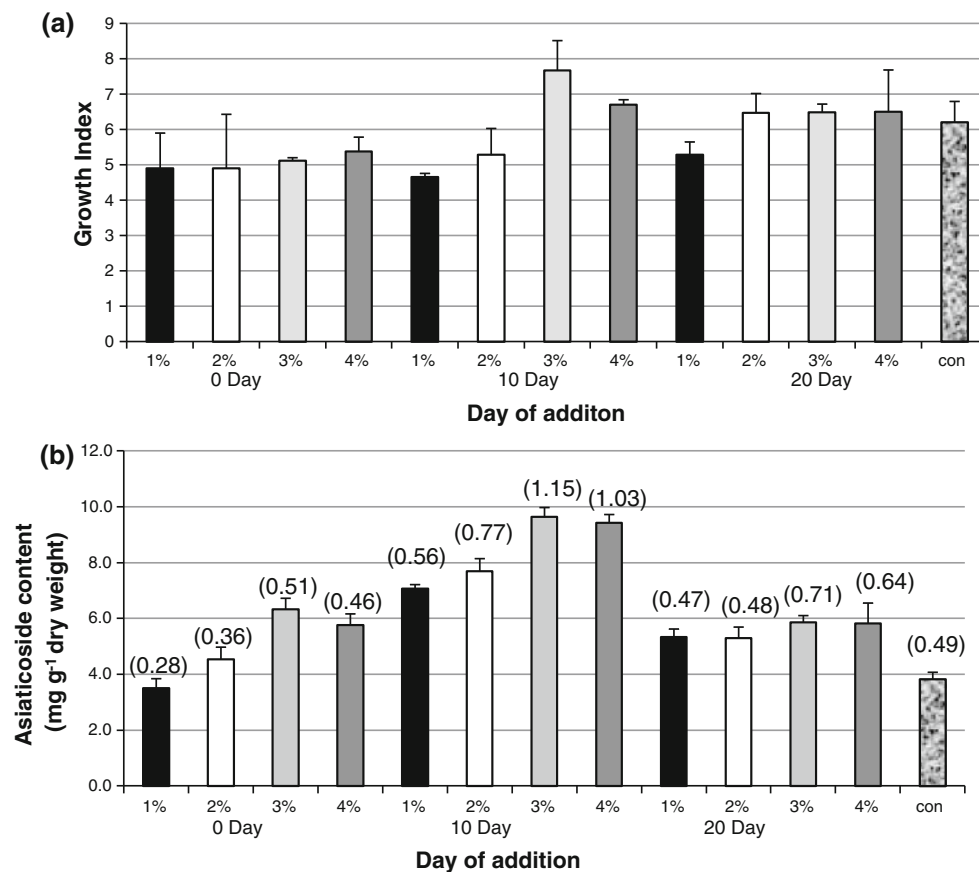 (a)
9
8
7
6
5
4
3
2
1
0
Growth Index
1% 2% 3% 4% 1% 2% 3% 4% 1% 2% 3% 4% con
0 Day 10 Day 20 Day
Day of additon
(b)
12.0
10.0
8.0
6.0
4.0
2.0
0.0
Asiaticoside content
(mg g⁻¹ dry weight)
(0.28) (0.36) (0.51) (0.46) (0.56) (0.77) (1.15) (1.03) (0.47) (0.48) (0.71) (0.64) (0.49)
1% 2% 3% 4% 1% 2% 3% 4% 1% 2% 3% 4% con
0 Day 10 Day 20 Day
Day of addition